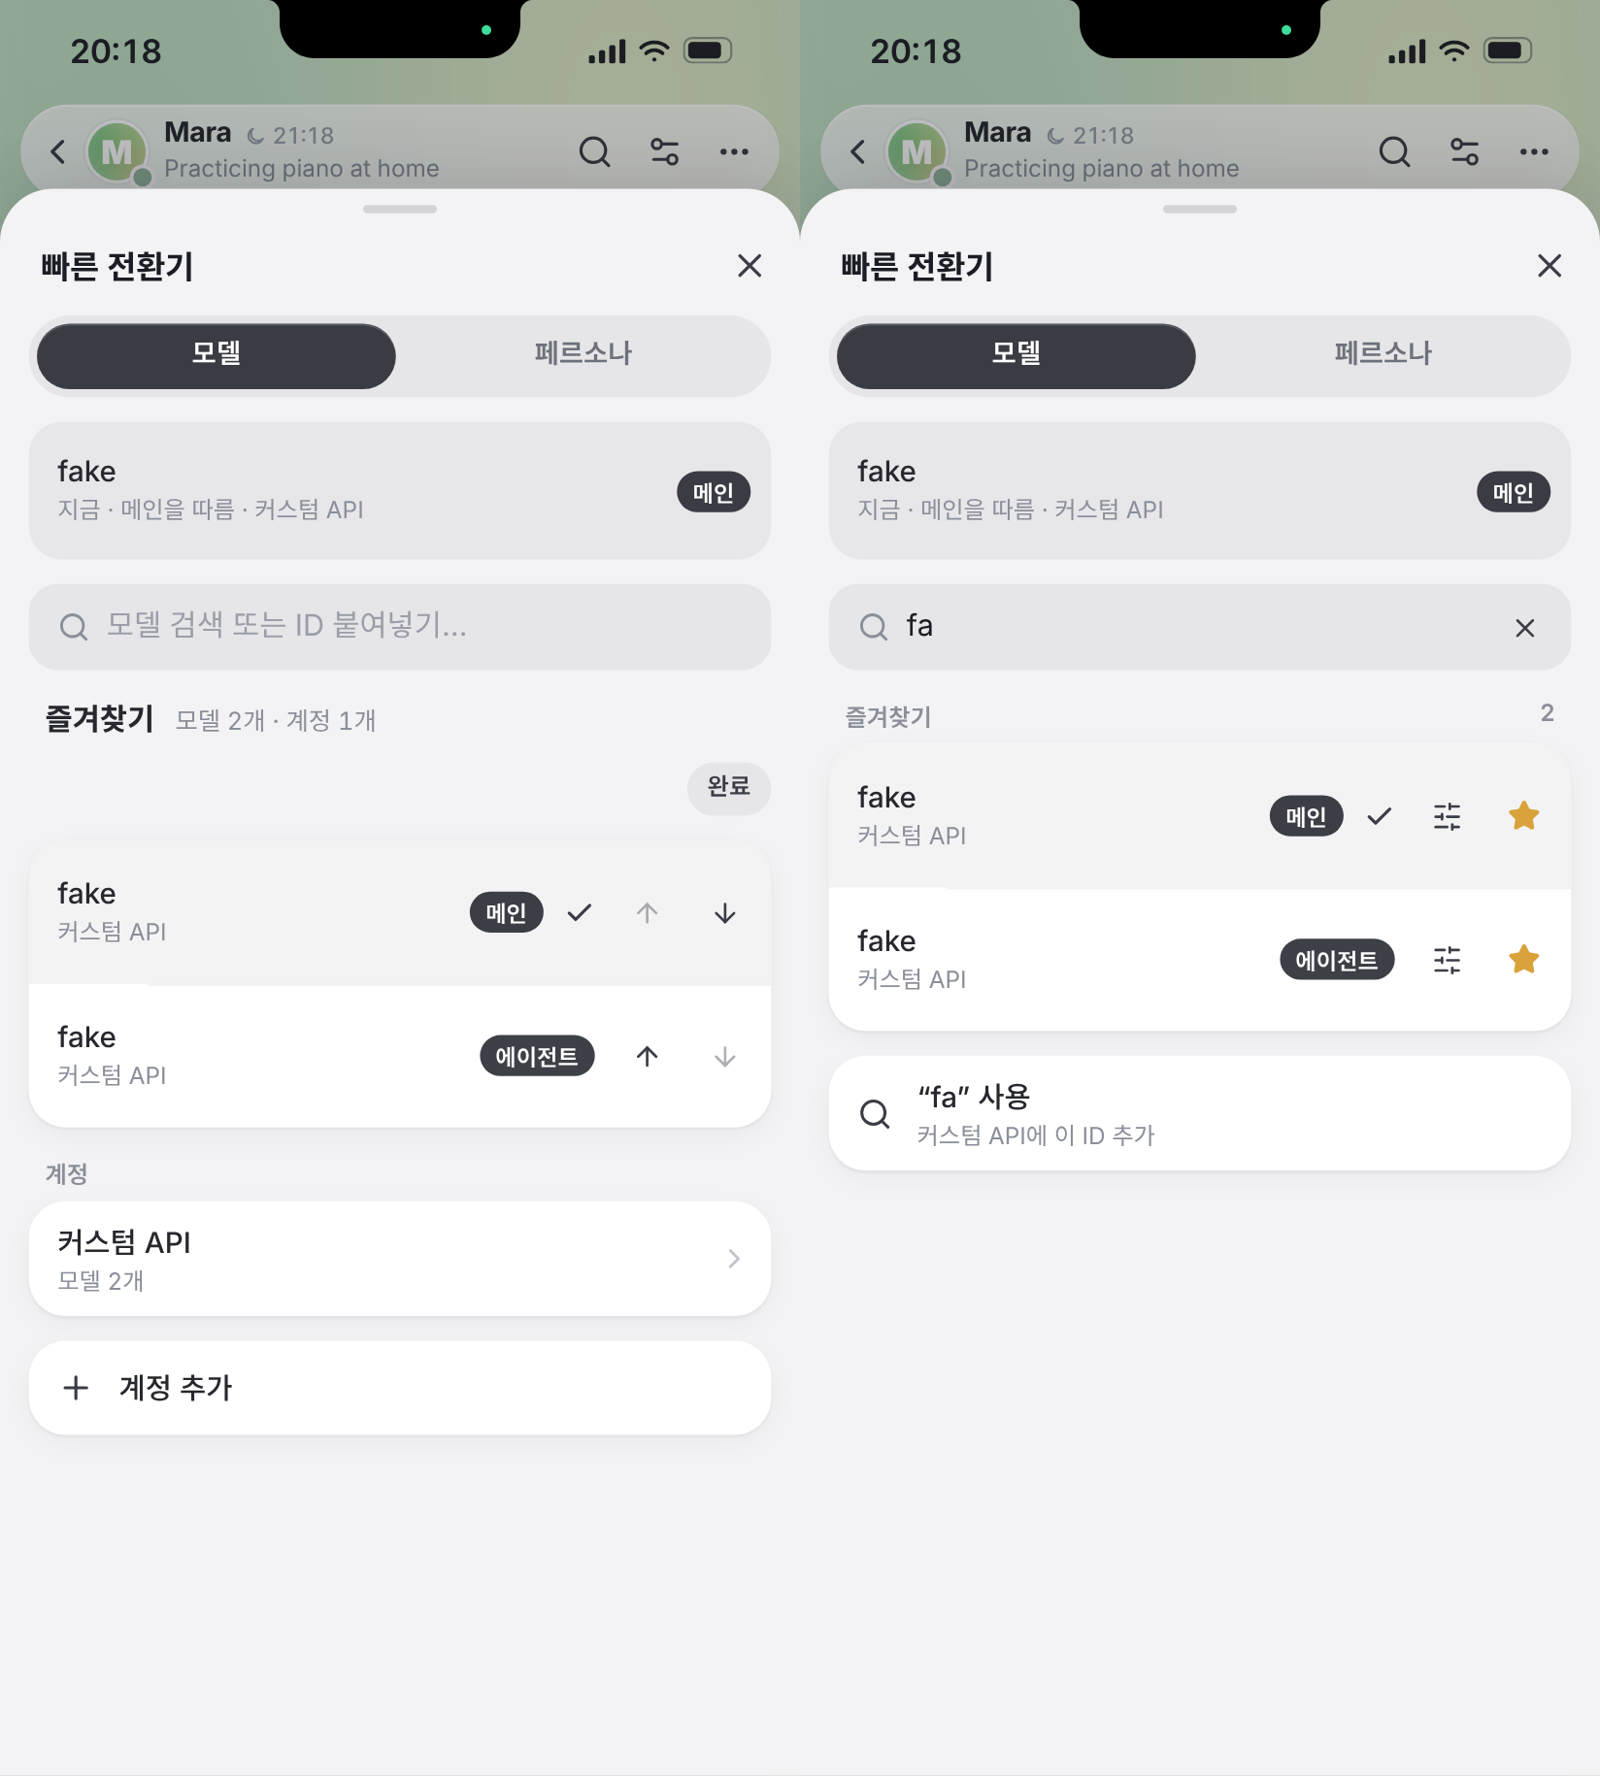 20:18
M
Mara 21:18
Practicing piano at home
빠른 전환기
모델 페르소나
fake
지금 · 메인을 따름 · 커스텀 API
메인
모델 검색 또는 ID 붙여넣기...
즐겨찾기 모델 2개 · 계정 1개
완료
fake
커스텀 API
메인
fake
커스텀 API
에이전트
계정
커스텀 API
모델 2개
계정 추가
20:18
M
Mara 21:18
Practicing piano at home
빠른 전환기
모델 페르소나
fake
지금 · 메인을 따름 · 커스텀 API
메인
fa
즐겨찾기 2
fake
커스텀 API
메인
fake
커스텀 API
에이전트
“fa” 사용
커스텀 API에 이 ID 추가